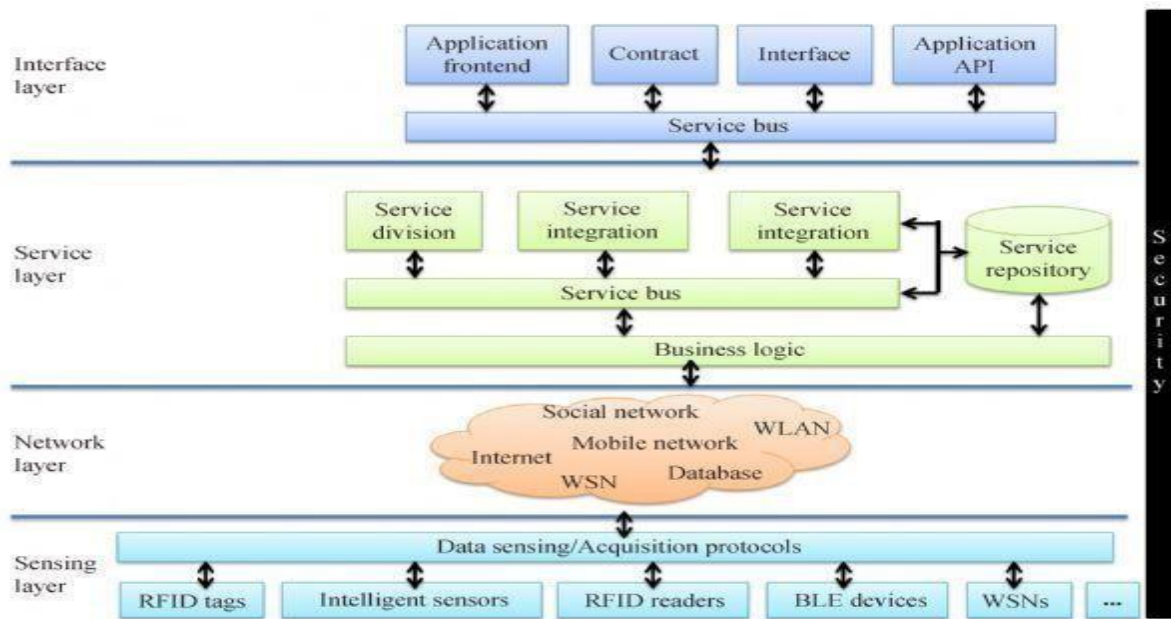 Interface
layer
Application
frontend
Contract
Interface
Application
API
Service bus
Service
layer
Service
division
Service
integration
Service
integration
Service
repository
Service bus
Business logic
Network
layer
Social network
WLAN
Mobile network
Internet
Database
WSN
Sensing
layer
Data sensing/Acquisition protocols
RFID tags
Intelligent sensors
RFID readers
BLE devices
WSNs
...
Security